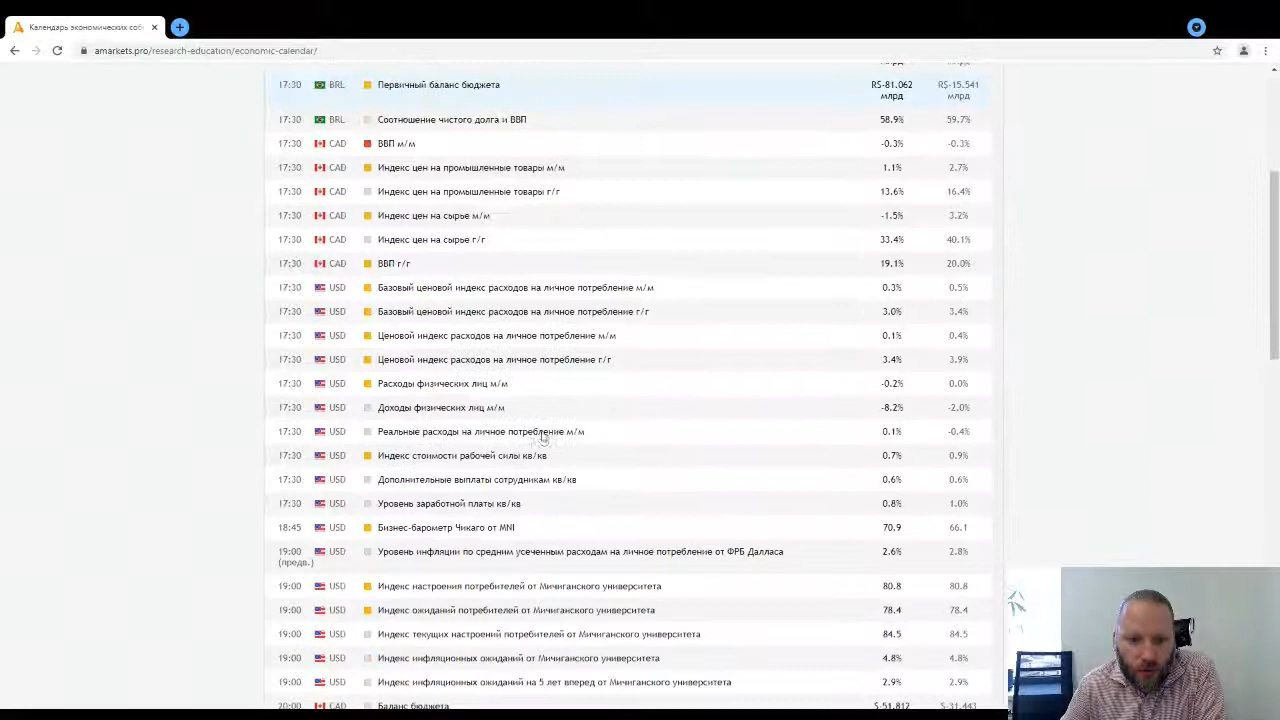 Календарь экономических соб
amarkets.pro/research-education/economic-calendar/
млрд
17:30 BRL Первичный баланс бюджета R$-81.062 R$-15.541
млрд млрд
17:30 BRL Соотношение чистого долга и ВВП 58.9% 59.7%
17:30 CAD ВВП м/м -0.3% -0.3%
17:30 CAD Индекс цен на промышленные товары м/м 1.1% 2.7%
17:30 CAD Индекс цен на промышленные товары г/г 13.6% 16.4%
17:30 CAD Индекс цен на сырье м/м -1.5% 3.2%
17:30 CAD Индекс цен на сырье г/г 33.4% 40.1%
17:30 CAD ВВП г/г 19.1% 20.0%
17:30 USD Базовый ценовой индекс расходов на личное потребление м/м 0.3% 0.5%
17:30 USD Базовый ценовой индекс расходов на личное потребление г/г 3.0% 3.4%
17:30 USD Ценовой индекс расходов на личное потребление м/м 0.1% 0.4%
17:30 USD Ценовой индекс расходов на личное потребление г/г 3.4% 3.9%
17:30 USD Расходы физических лиц м/м -0.2% 0.0%
17:30 USD Доходы физических лиц м/м -8.2% -2.0%
17:30 USD Реальные расходы на личное потребление м/м 0.1% -0.4%
17:30 USD Индекс стоимости рабочей силы кв/кв 0.7% 0.9%
17:30 USD Дополнительные выплаты сотрудникам кв/кв 0.6% 0.6%
17:30 USD Уровень заработной платы кв/кв 0.8% 1.0%
18:45 USD Бизнес-барометр Чикаго от MNI 70.9 66.1
19:00 USD Уровень инфляции по средним усеченным расходам на личное потребление от ФРБ Далласа 2.6% 2.8%
(предв.)
19:00 USD Индекс настроения потребителей от Мичиганского университета 80.8 80.8
19:00 USD Индекс ожиданий потребителей от Мичиганского университета 78.4 78.4
19:00 USD Индекс текущих настроений потребителей от Мичиганского университета 84.5 84.5
19:00 USD Индекс инфляционных ожиданий от Мичиганского университета 4.8% 4.8%
19:00 USD Индекс инфляционных ожиданий на 5 лет вперед от Мичиганского университета 2.9% 2.9%
20:00 CAD Баланс бюджета $-51.812 $-31.443